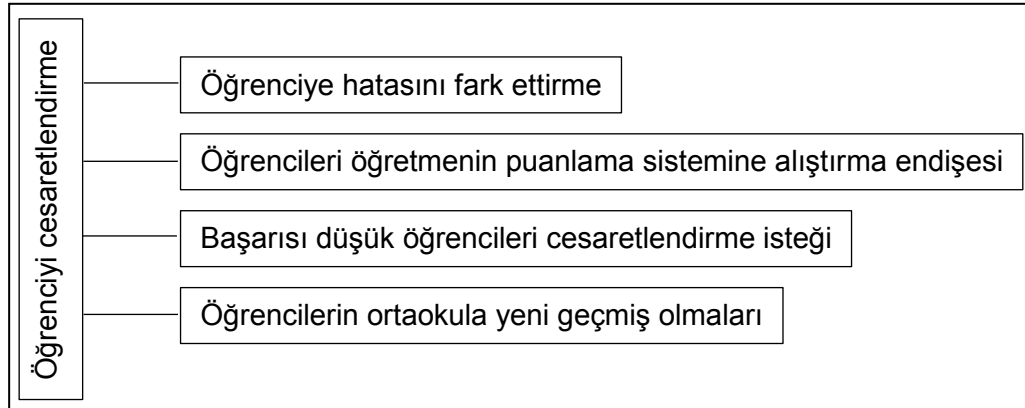 Öğrenciyi cesaretlendirme
Öğrenciye hatasını fark ettirme
Öğrencileri öğretmenin puanlama sistemine alıştırma endişesi
Başarısı düşük öğrencileri cesaretlendirme isteği
Öğrencilerin ortaokula yeni geçmiş olmaları